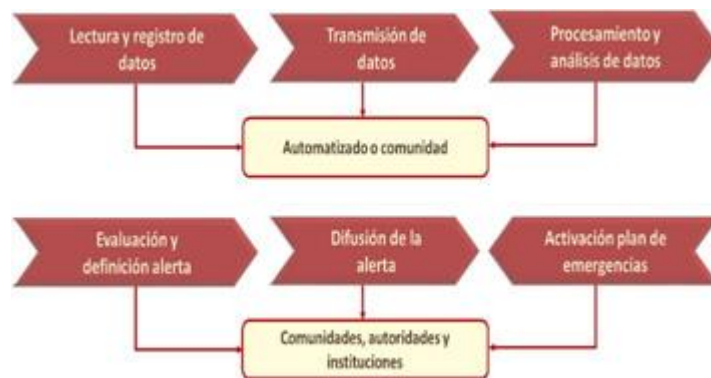 Lectura y registro de
datos
Transmisión de
datos
Procesamiento y
análisis de datos
Automatizado o comunidad
Evaluación y
definición alerta
Difusión de la
alerta
Activación plan de
emergencias
Comunidades, autoridades y
instituciones